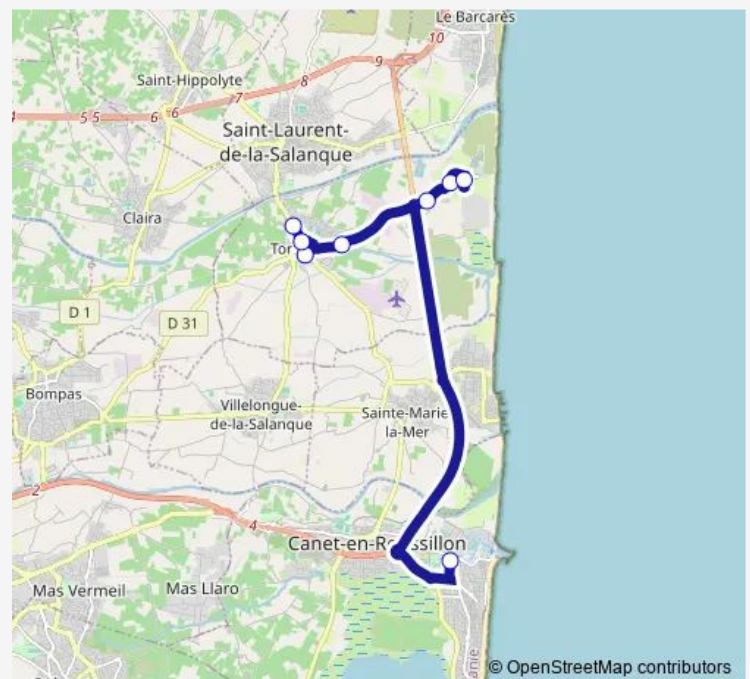 Le Barcarès
10
9
Saint-Hippolyte
8
7
5 5
6 6
Saint-Laurent-
de-la-Salanque
Claira
Tor
D 1
D 31
Bompas
Villelongue-
de-la-Salanque
Sainte-Marie
la-Mer
2
4
Canet-en-Roussillon
Mas Vermeil
Mas Llaro
© OpenStreetMap contributors